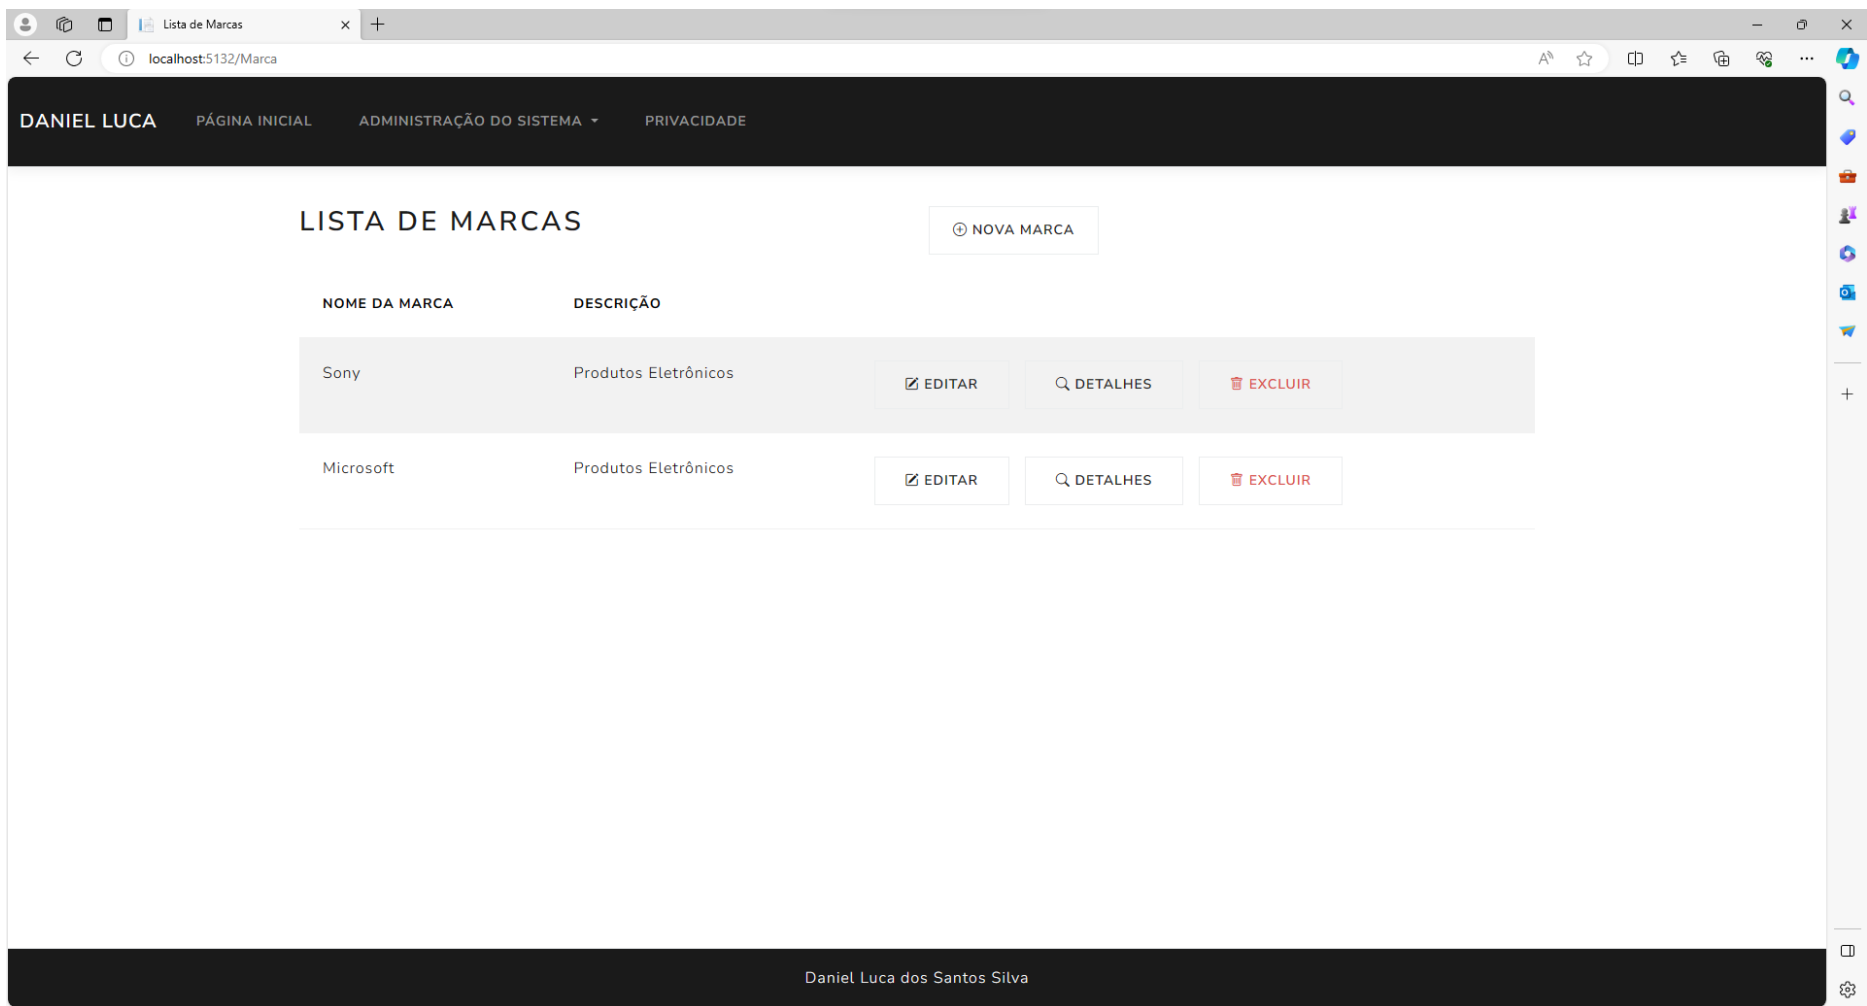 Lista de Marcas
localhost:5132/Marca
DANIEL LUCA PÁGINA INICIAL ADMINISTRAÇÃO DO SISTEMA PRIVACIDADE
LISTA DE MARCAS NOVA MARCA
NOME DA MARCA DESCRIÇÃO
Sony Produtos Eletrônicos EDITAR DETALHES EXCLUIR
Microsoft Produtos Eletrônicos EDITAR DETALHES EXCLUIR
Daniel Luca dos Santos Silva